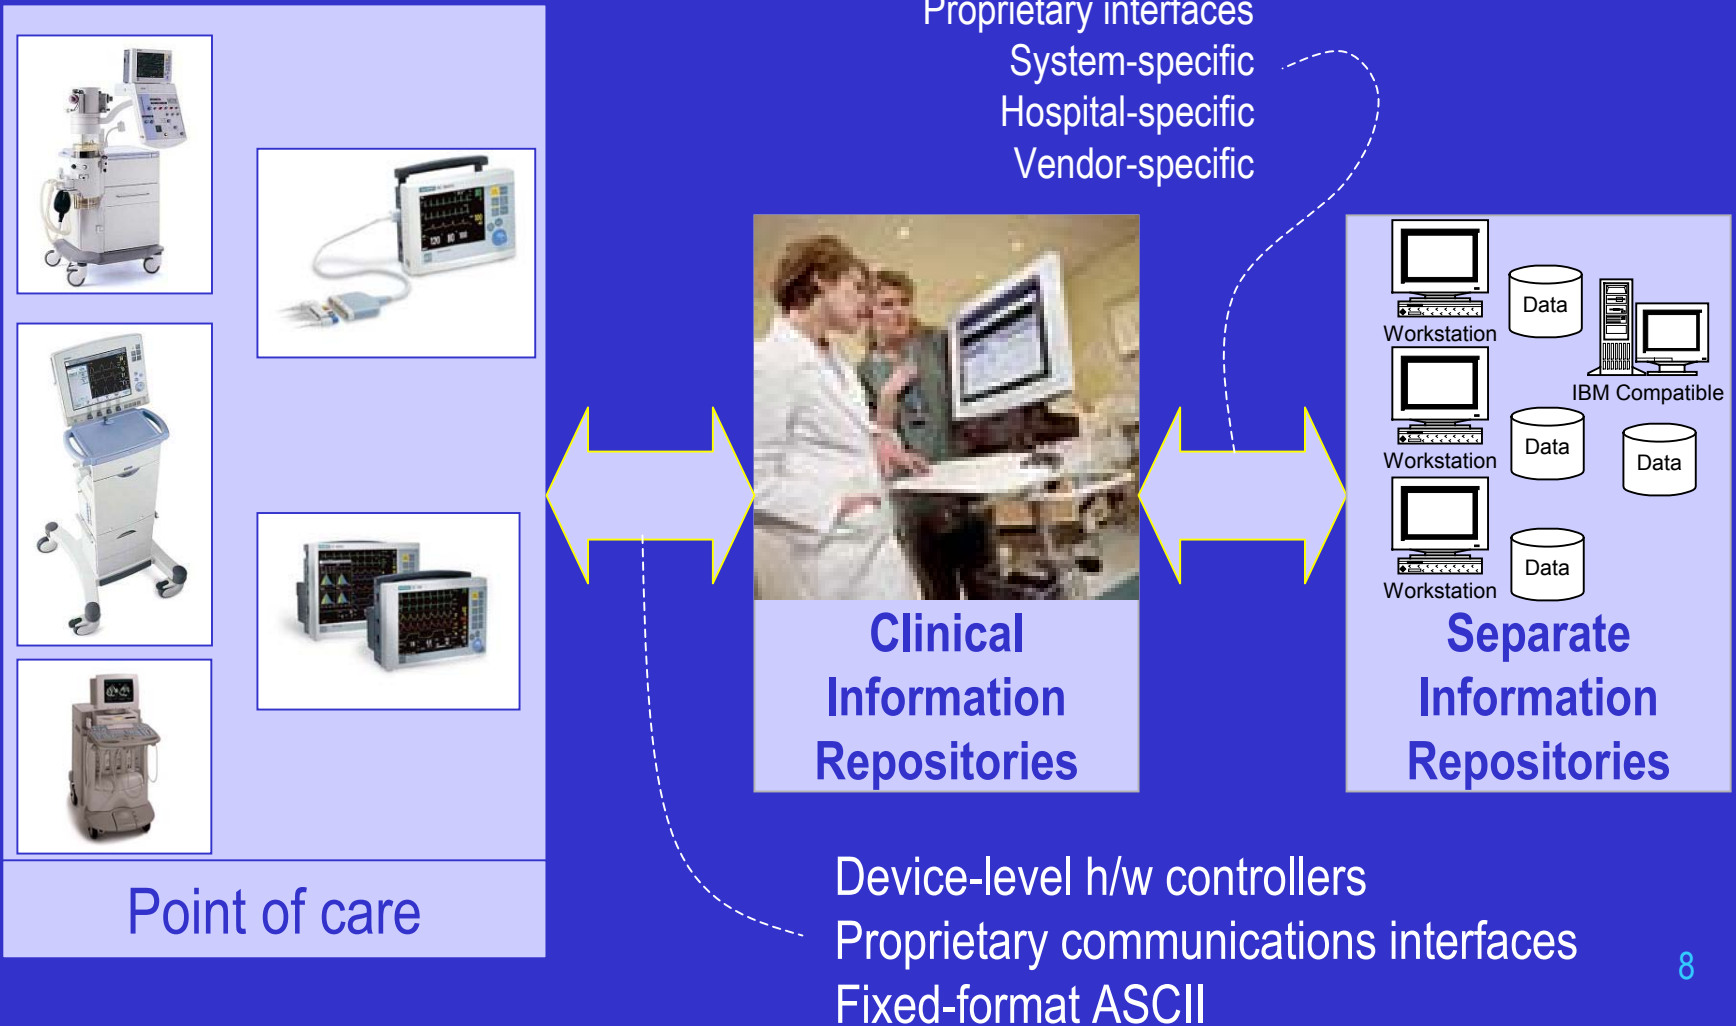 Proprietary interfaces
System-specific
Hospital-specific
Vendor-specific
Workstation
Data
IBM Compatible
Workstation
Data
Data
Workstation
Data
Clinical
Information
Repositories
Separate
Information
Repositories
Point of care
Device-level h/w controllers
Proprietary communications interfaces
Fixed-format ASCII
8